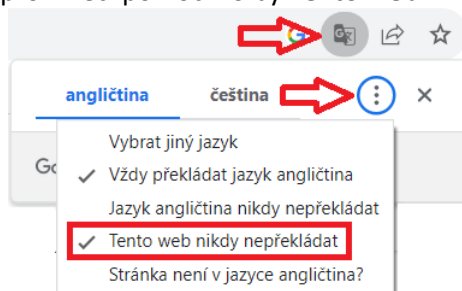 angličtina čeština
Go
Vybrat jiný jazyk
Vždy překládat jazyk angličtina
Jazyk angličtina nikdy nepřekládat
Tento web nikdy nepřekládat
Stránka není v jazyce angličtina?